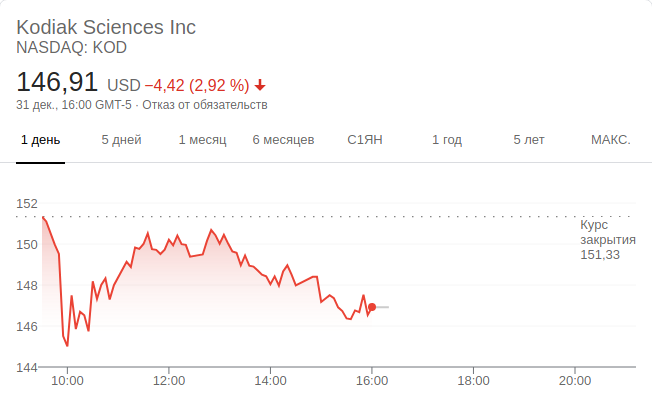 Kodiak Sciences Inc
NASDAQ: KOD
146,91 USD −4,42 (2,92 %)
31 дек., 16:00 GMT-5 · Отказ от обязательств
1 день 5 дней 1 месяц 6 месяцев С1ЯН 1 год 5 лет МАКС.
152
Курс
закрытия
151,33
150
148
146
144
10:00 12:00 14:00 16:00 18:00 20:00